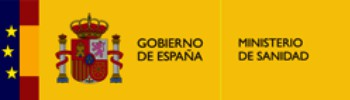 GOBIERNO
DE ESPAÑA
MINISTERIO
DE SANIDAD